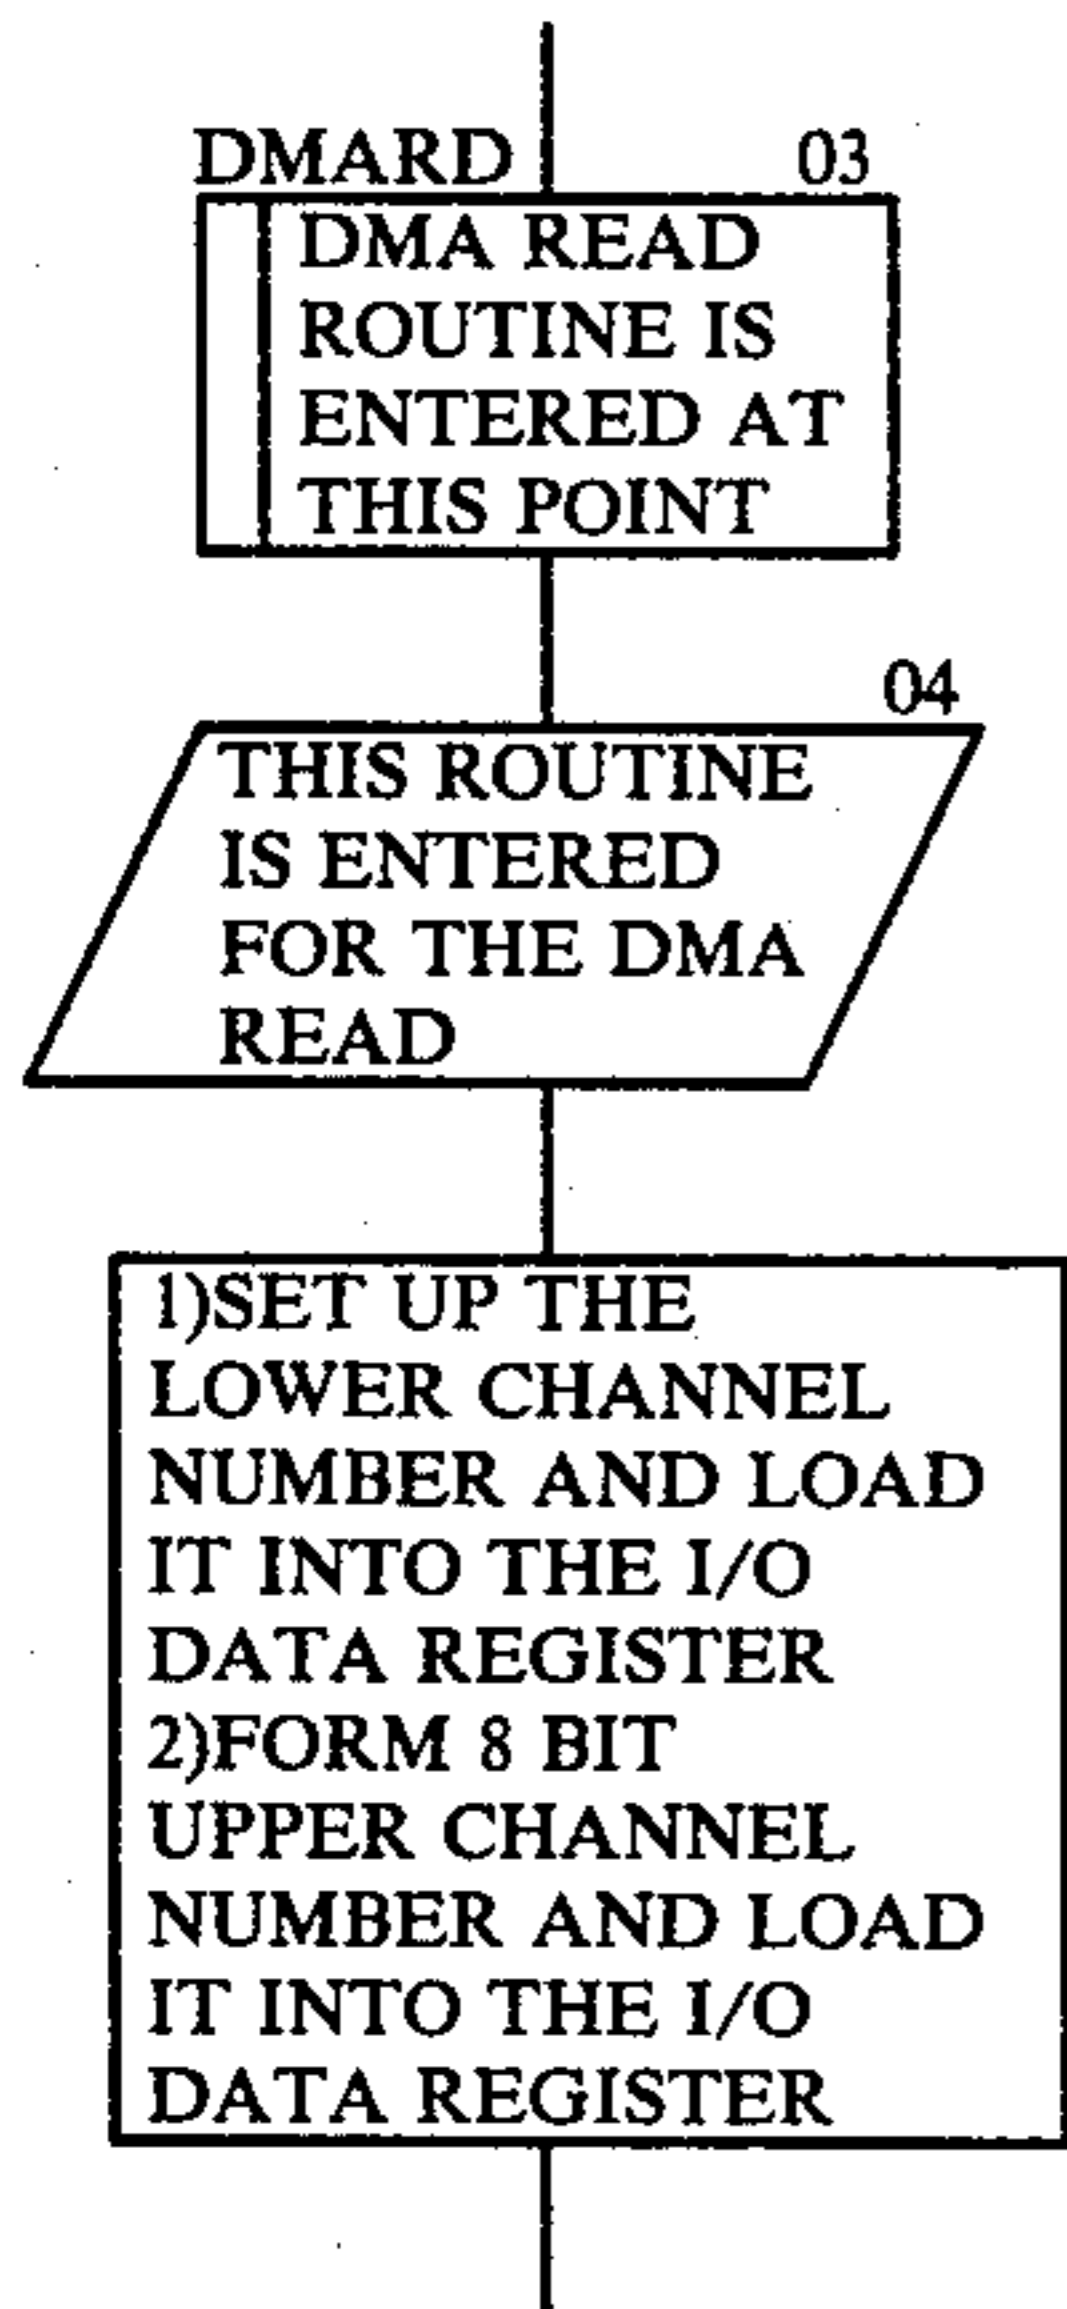 DMARD 03
DMA READ
ROUTINE IS
ENTERED AT
THIS POINT
04
THIS ROUTINE
IS ENTERED
FOR THE DMA
READ
1)SET UP THE
LOWER CHANNEL
NUMBER AND LOAD
IT INTO THE I/O
DATA REGISTER
2)FORM 8 BIT
UPPER CHANNEL
NUMBER AND LOAD
IT INTO THE I/O
DATA REGISTER